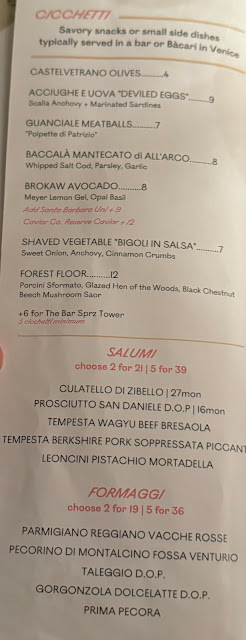 CICCHETTI
Savory snacks or small side dishes
typically served in a bar or Bàcari in Venice
CASTELVETRANO OLIVES..........4
ACCIUGHE E UOVA "DEVILED EGGS".......9
Scalia Anchovy + Marinated Sardines
GUANCIALE MEATBALLS..........7
"Polpette di Patrizio"
BACCALÀ MANTECATO di ALL'ARCO..........8
Whipped Salt Cod, Parsley, Garlic
BROKAW AVOCADO..........8
Meyer Lemon Gel, Opal Basil
Add Santa Barbara Uni + 9
Caviar Co. Reserve Caviar + 12
SHAVED VEGETABLE "BIGOLI IN SALSA"..........7
Sweet Onion, Anchovy, Cinnamon Crumbs
FOREST FLOOR..........12
Porcini Sformato, Glazed Hen of the Woods, Black Chestnut
Beech Mushroom Saor
+6 for The Bar Sprz Tower
5 cicchetti minimum
SALUMI
choose 2 for 21 | 5 for 39
CULATELLO DI ZIBELLO | 27mon
PROSCIUTTO SAN DANIELE D.O.P | 16mon
TEMPESTA WAGYU BEEF BRESAOLA
TEMPESTA BERKSHIRE PORK SOPPRESSATA PICCANT
LEONCINI PISTACHIO MORTADELLA
FORMAGGI
choose 2 for 19 | 5 for 36
PARMIGIANO REGGIANO VACCHE ROSSE
PECORINO DI MONTALCINO FOSSA VENTURIO
TALEGGIO D.O.P.
GORGONZOLA DOLCELATTE D.O.P.
PRIMA PECORA